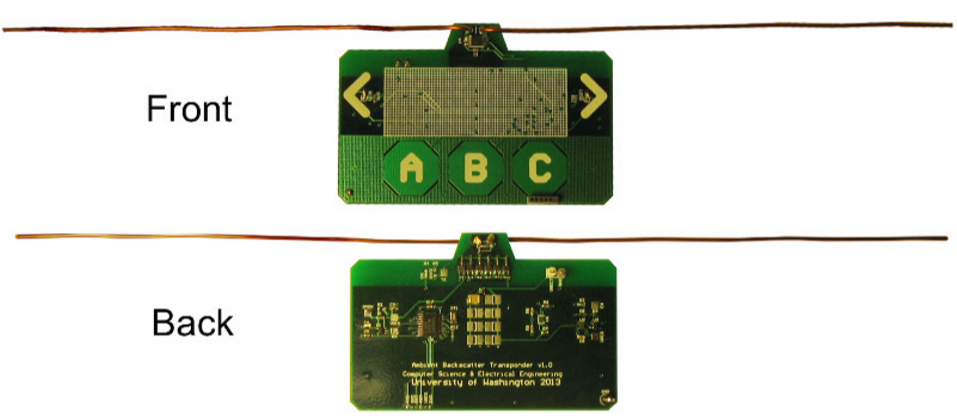 Front
< >
A B C
Back
Ambient Backscatter Transponder v1.0
Computer Science & Electrical Engineering
University of Washington 2013